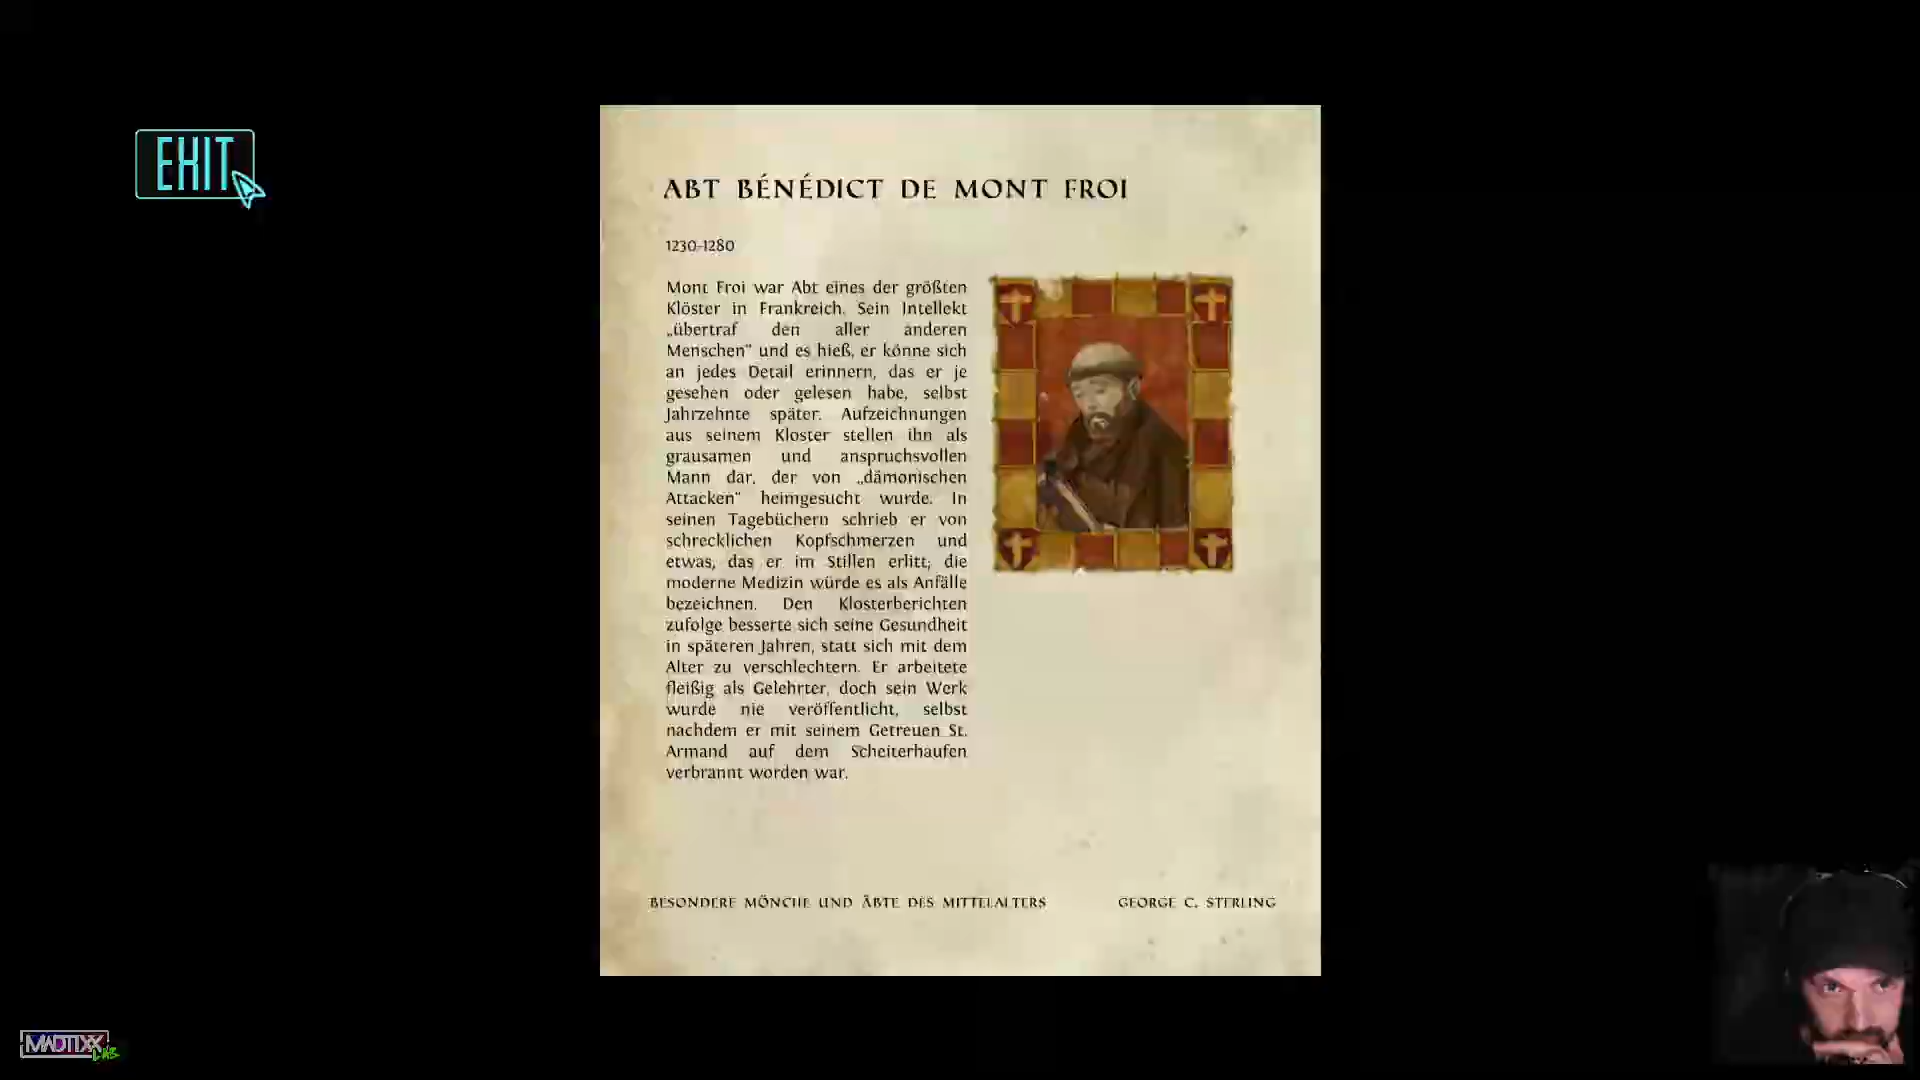 EXIT
ABT BÉNÉDICT DE MONT FROI
1230-1280
Mont Froi war Abt eines der größten
Klöster in Frankreich. Sein Intellekt
„übertraf den aller anderen
Menschen" und es hieß, er könne sich
an jedes Detail erinnern, das er je
gesehen oder gelesen habe, selbst
Jahrzehnte später. Aufzeichnungen
aus seinem Kloster stellen ihn als
grausamen und anspruchsvollen
Mann dar, der von „dämonischen
Attacken" heimgesucht wurde. In
seinen Tagebüchern schrieb er von
schrecklichen Kopfschmerzen und
etwas, das er im Stillen erlitt; die
moderne Medizin würde es als Anfälle
bezeichnen. Den Klosterberichten
zufolge besserte sich seine Gesundheit
in späteren Jahren, statt sich mit dem
Alter zu verschlechtern. Er arbeitete
fleißig als Gelehrter, doch sein Werk
wurde nie veröffentlicht, selbst
nachdem er mit seinem Getreuen St.
Armand auf dem Scheiterhaufen
verbrannt worden war.
BESONDERE MÖNCHE UND ÄBTE DES MITTELALTERS GEORGE C. STERLING
MADTIXX
LAB